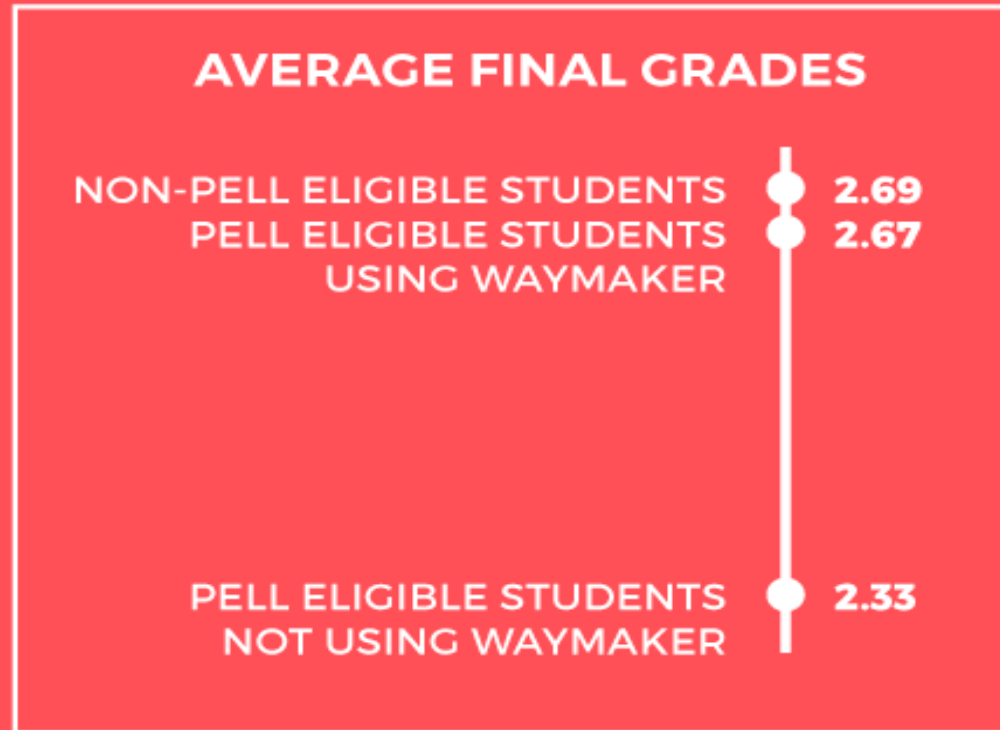 AVERAGE FINAL GRADES
NON-PELL ELIGIBLE STUDENTS 2.69
PELL ELIGIBLE STUDENTS 2.67
USING WAYMAKER
PELL ELIGIBLE STUDENTS 2.33
NOT USING WAYMAKER